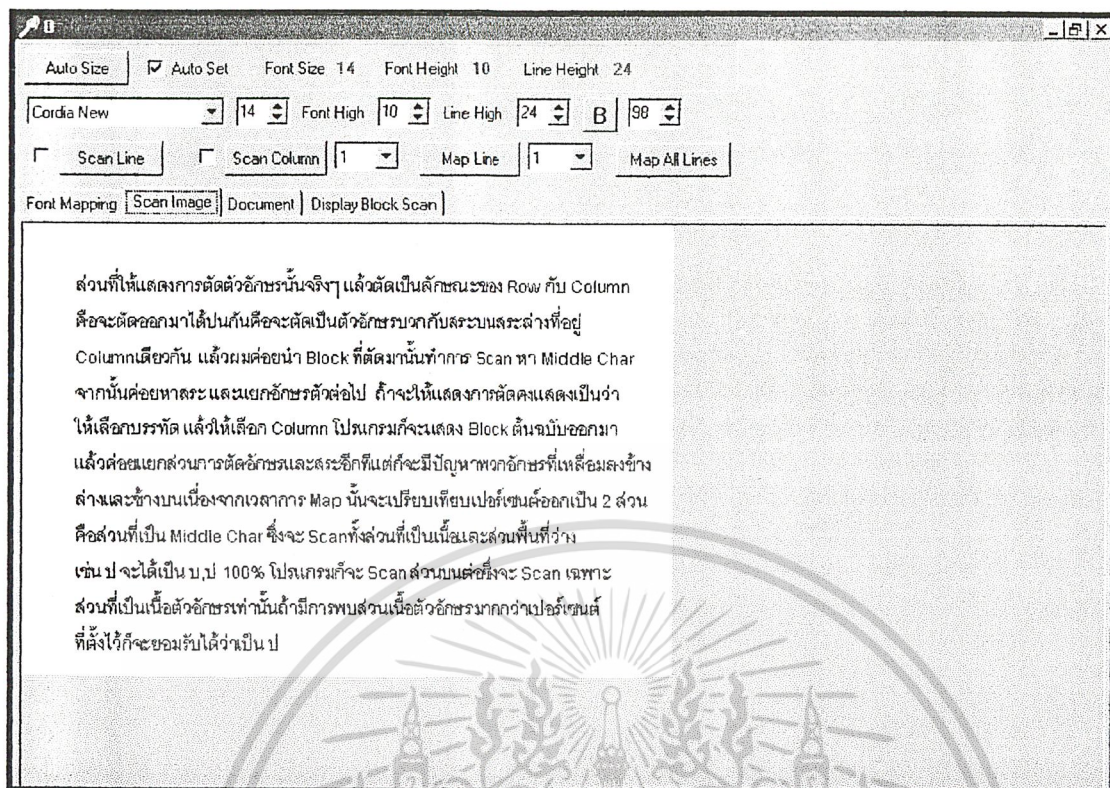 Auto Size Auto Set Font Size 14 Font Height 10 Line Height 24
Cordia New 14 Font High 10 Line High 24 B 98
Scan Line Scan Column 1 Map Line 1 Map All Lines
Font Mapping Scan Image Document Display Block Scan
ส่วนที่ให้แสดงการตัดตัวอักษรนั้นจริงๆ แล้วตัดเป็นลักษณะของ Row กับ Column
คือจะตัดออกมาได้ปนกันคือจะตัดเป็นตัวอักษรบวกกับสระบนสระล่างที่อยู่
Columnเดียวกัน แล้วผมค่อยนำ Block ที่ตัดมานั้นทำการ Scan หา Middle Char
จากนั้นค่อยหาสระ และแยกอักษรตัวต่อไป ถ้าจะให้แสดงการตัดคงแสดงเป็นว่า
ให้เลือกบรรทัด แล้วให้เลือก Column โปรแกรมก็จะแสดง Block ต้นฉบับออกมา
แล้วค่อยแยกส่วนการตัดอักษรและสระอีกทีแต่ก็จะมีปัญหาพวกอักษรที่เหลื่อมลงข้าง
ล่างและข้างบนเนื่องจากเวลาการ Map นั้นจะเปรียบเทียบเปอร์เซนต์ออกเป็น 2 ส่วน
คือส่วนที่เป็น Middle Char ซึ่งจะ Scanทั้งส่วนที่เป็นเนื้อและส่วนพื้นที่ว่าง
เช่น ป จะได้เป็น บ,ป 100% โปรแกรมก็จะ Scan ส่วนบนต่อซึ่งจะ Scan เฉพาะ
ส่วนที่เป็นเนื้อตัวอักษรเท่านั้นถ้ามีการพบส่วนเนื้อตัวอักษรมากกว่าเปอร์เซนต์
ที่ตั้งไว้ก็จะยอมรับได้ว่าเป็น ป